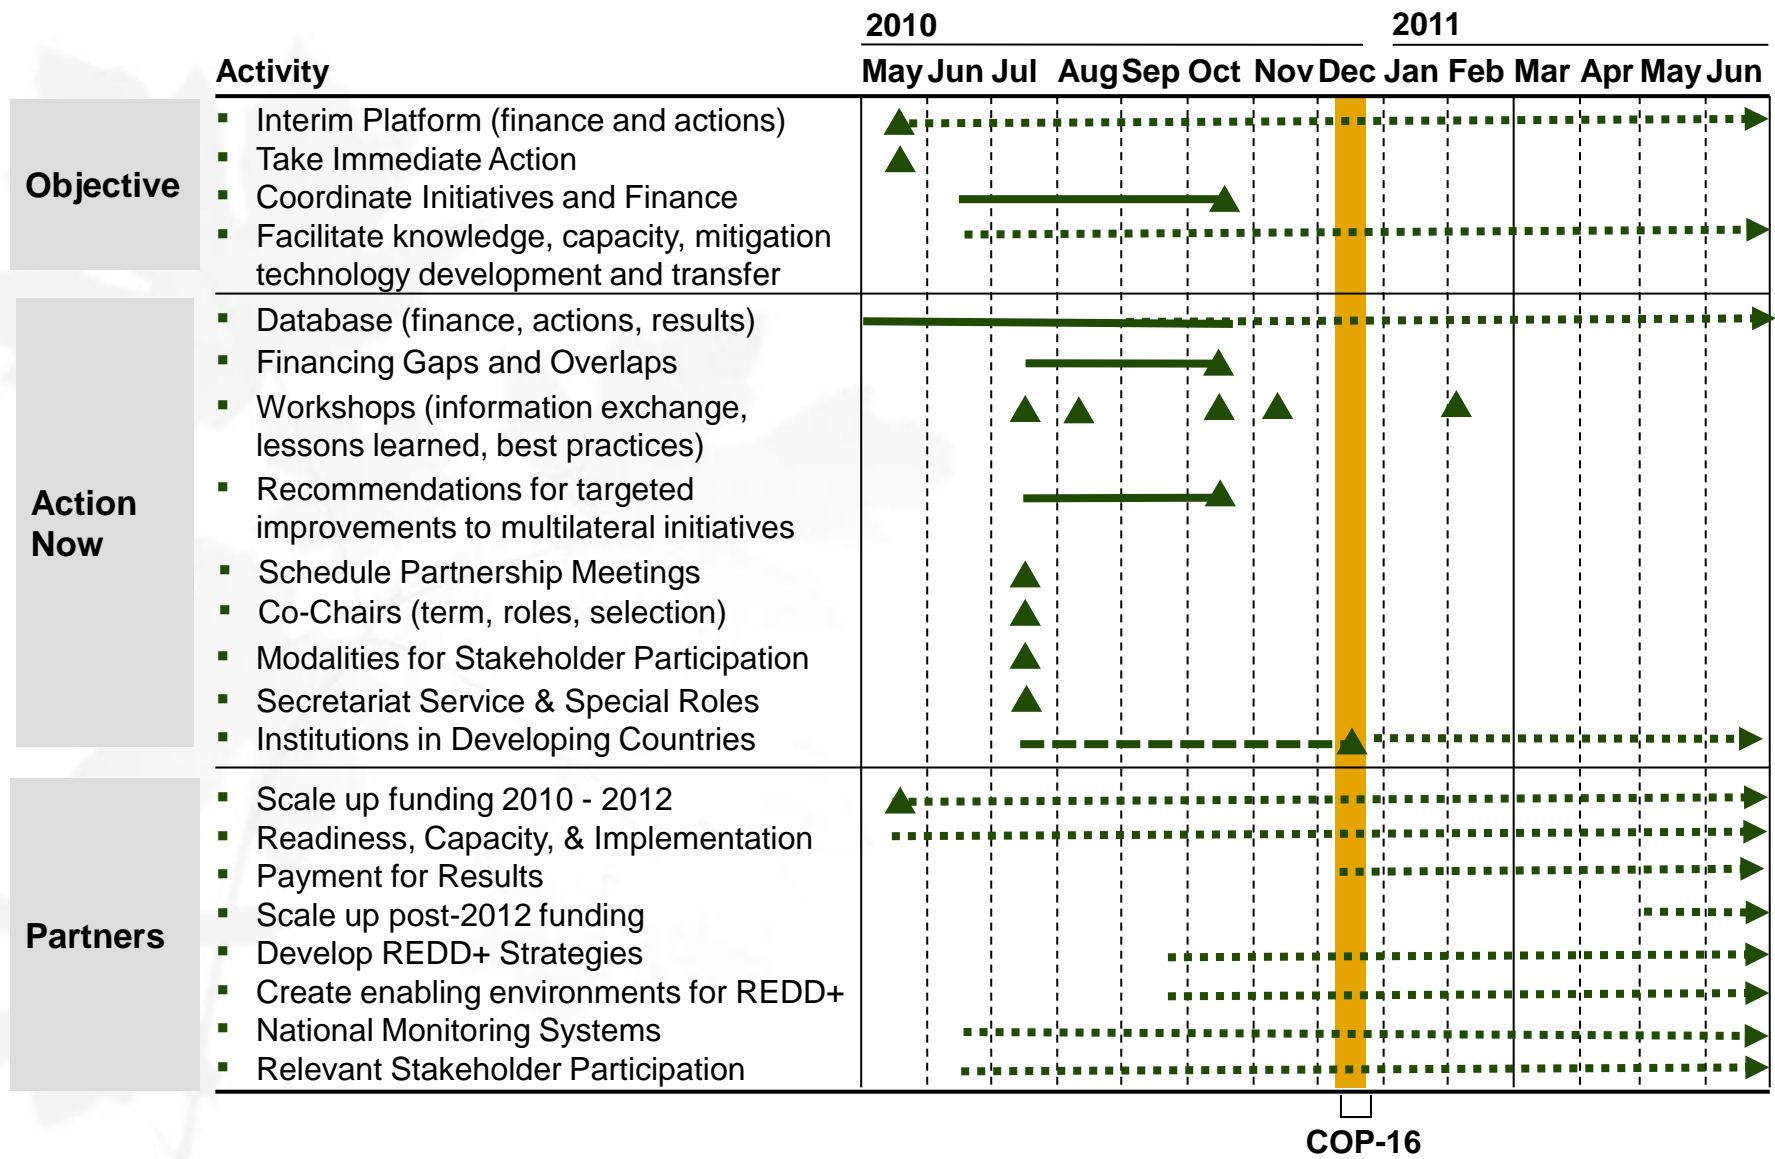 2010 2011
Activity May Jun Jul Aug Sep Oct Nov Dec Jan Feb Mar Apr May Jun
Objective
▪ Interim Platform (finance and actions)
▪ Take Immediate Action
▪ Coordinate Initiatives and Finance
▪ Facilitate knowledge, capacity, mitigation
technology development and transfer
Action
Now
▪ Database (finance, actions, results)
▪ Financing Gaps and Overlaps
▪ Workshops (information exchange,
lessons learned, best practices)
▪ Recommendations for targeted
improvements to multilateral initiatives
▪ Schedule Partnership Meetings
▪ Co-Chairs (term, roles, selection)
▪ Modalities for Stakeholder Participation
▪ Secretariat Service & Special Roles
▪ Institutions in Developing Countries
Partners
▪ Scale up funding 2010 - 2012
▪ Readiness, Capacity, & Implementation
▪ Payment for Results
▪ Scale up post-2012 funding
▪ Develop REDD+ Strategies
▪ Create enabling environments for REDD+
▪ National Monitoring Systems
▪ Relevant Stakeholder Participation
COP-16